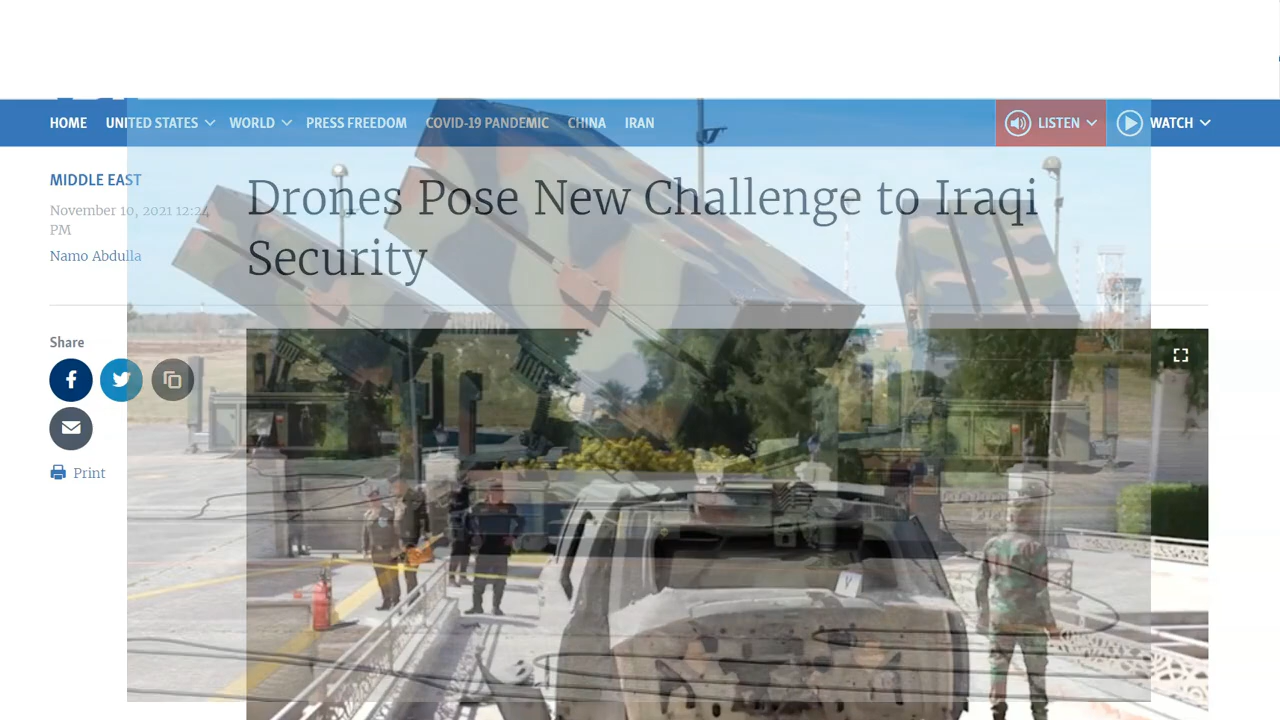 HOME UNITED STATES WORLD PRESS FREEDOM COVID-19 PANDEMIC CHINA IRAN LISTEN WATCH
MIDDLE EAST
November 10, 2021 12:24
PM
Namo Abdulla
Drones Pose New Challenge to Iraqi
Security
Share
Print